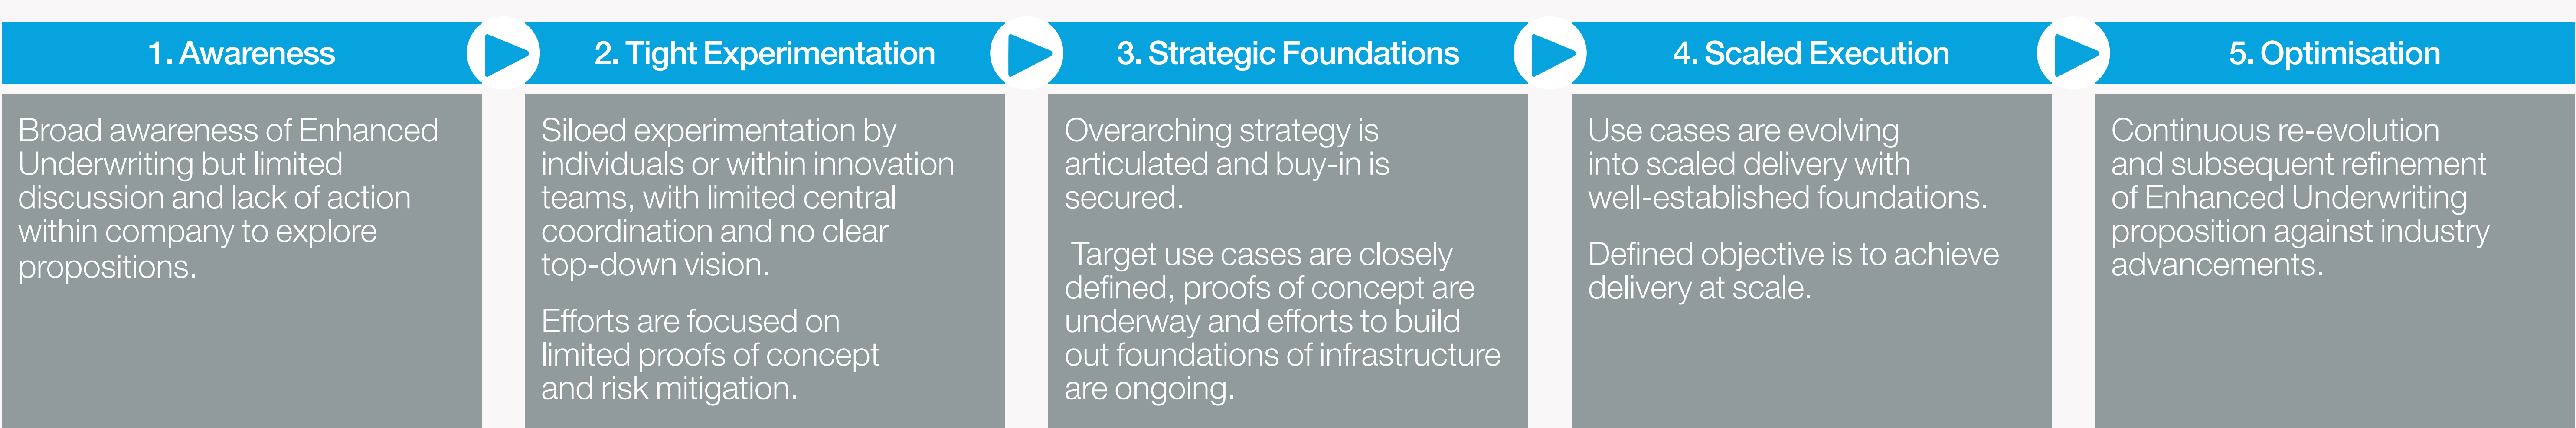 1. Awareness
Broad awareness of Enhanced
Underwriting but limited
discussion and lack of action
within company to explore
propositions.
2. Tight Experimentation
Siloed experimentation by
individuals or within innovation
teams, with limited central
coordination and no clear
top-down vision.
Efforts are focused on
limited proofs of concept
and risk mitigation.
3. Strategic Foundations
Overarching strategy is
articulated and buy-in is
secured.
Target use cases are closely
defined, proofs of concept are
underway and efforts to build
out foundations of infrastructure
are ongoing.
4. Scaled Execution
Use cases are evolving
into scaled delivery with
well-established foundations.
Defined objective is to achieve
delivery at scale.
5. Optimisation
Continuous re-evolution
and subsequent refinement
of Enhanced Underwriting
proposition against industry
advancements.